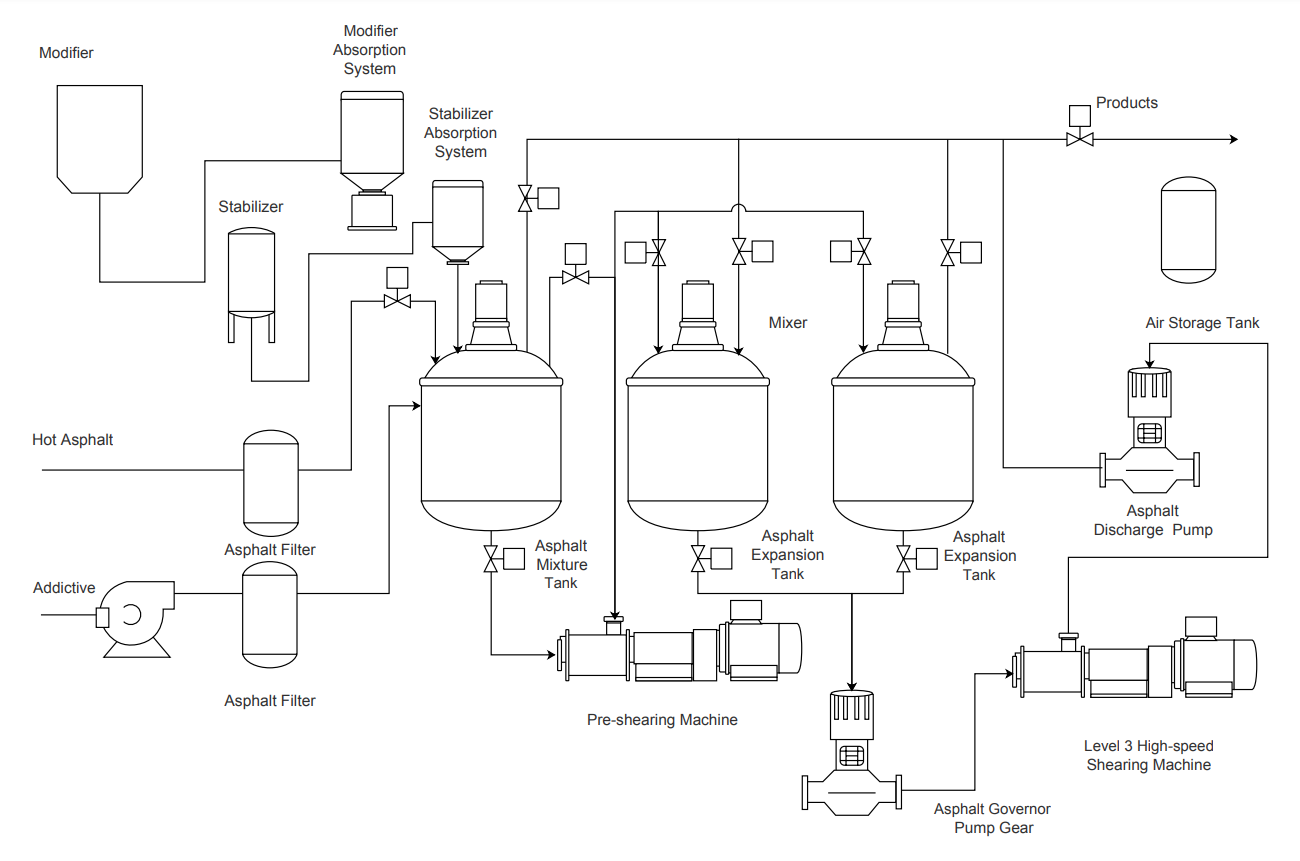 Modifier
Modifier
Absorption
System
Stabilizer
Absorption
System
Products
Stabilizer
Mixer
Air Storage Tank
Hot Asphalt
Asphalt Filter
Asphalt
Mixture
Tank
Asphalt
Expansion
Tank
Asphalt
Expansion
Tank
Asphalt
Discharge Pump
Addictive
Asphalt Filter
Pre-shearing Machine
Level 3 High-speed
Shearing Machine
Asphalt Governor
Pump Gear